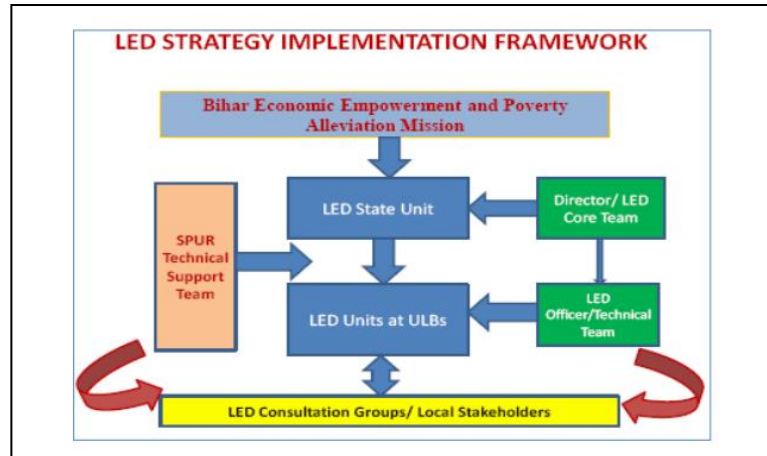 LED STRATEGY IMPLEMENTATION FRAMEWORK
Bihar Economic Empowerment and Poverty
Alleviation Mission
LED State Unit
Director/ LED
Core Team
SPUR
Technical
Support
Team
LED Units at ULBs
LED
Officer/Technical
Team
LED Consultation Groups/ Local Stakeholders